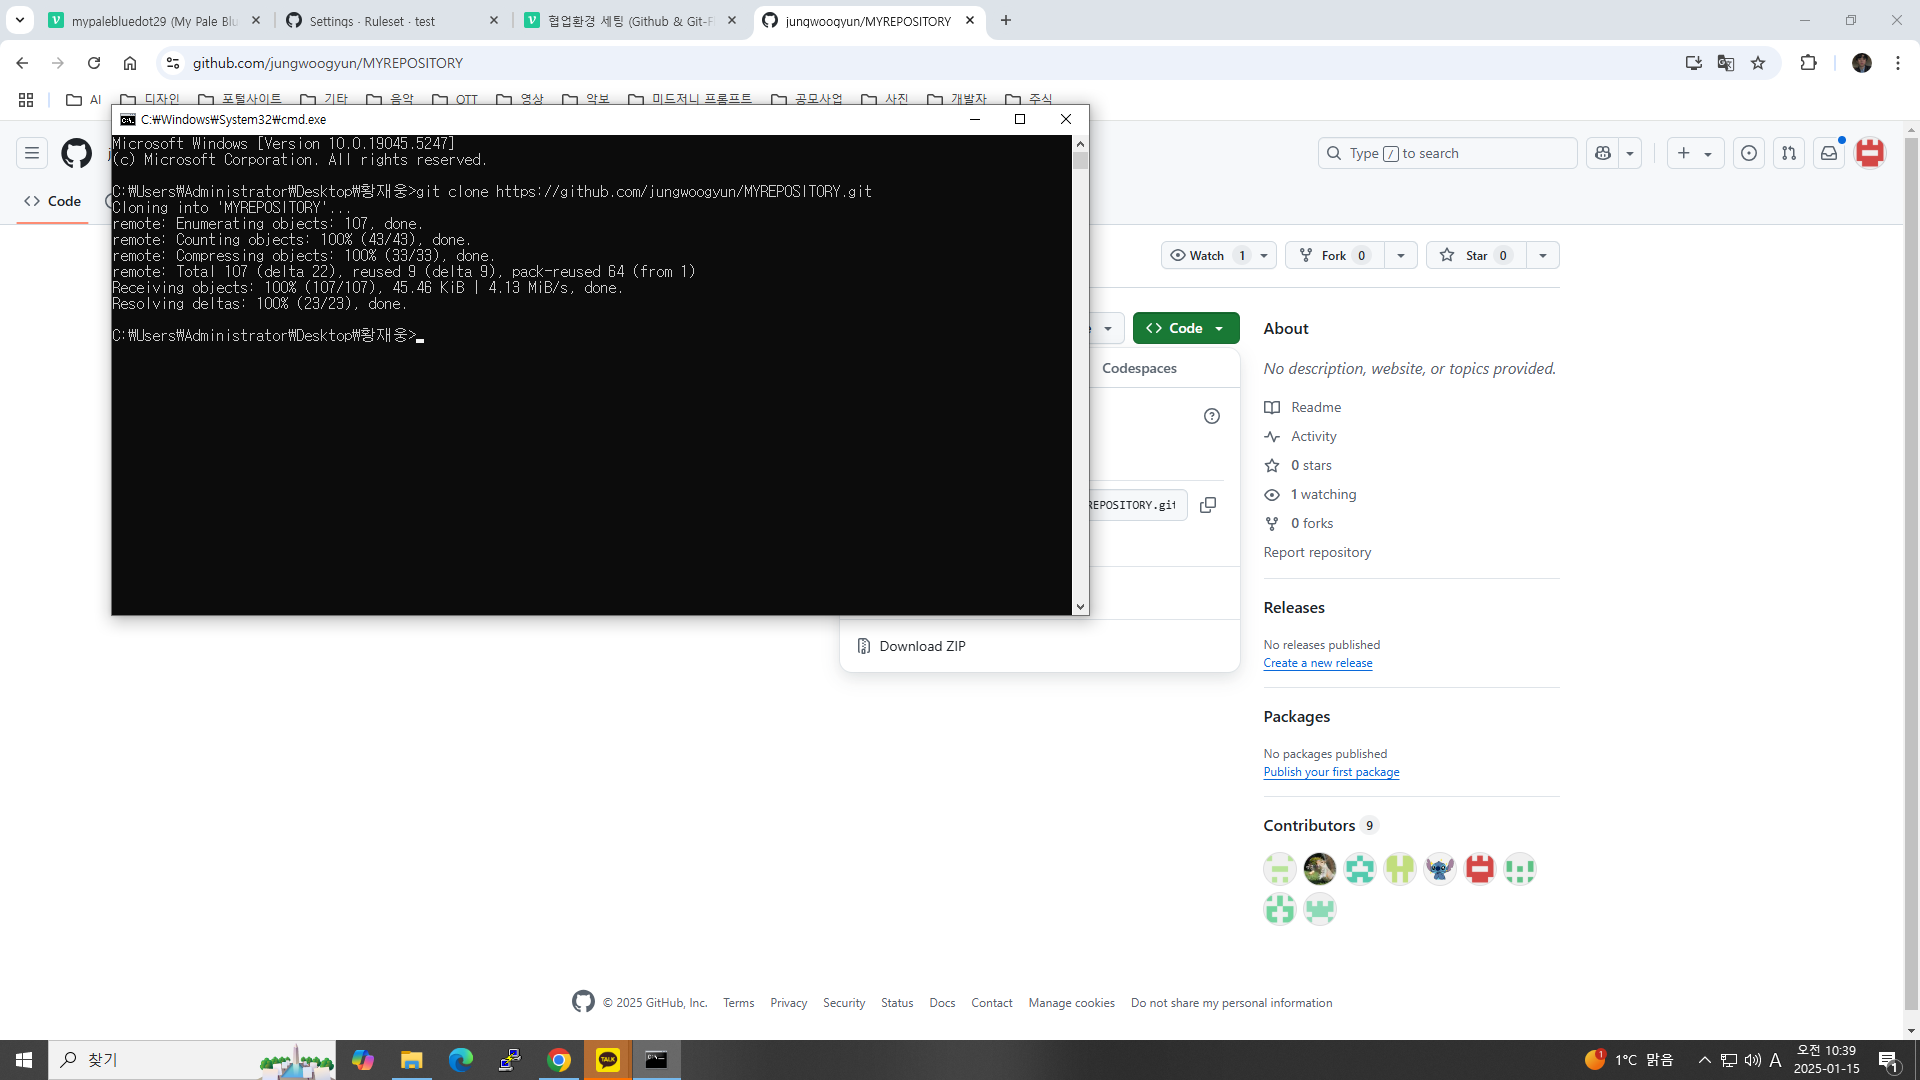 mypalebluedot29 (My Pale Blu
Settings · Ruleset · test
협업환경 세팅 (Github & Git-Fl
jungwoogyun/MYREPOSITORY
github.com/jungwoogyun/MYREPOSITORY
AI
디자인
포털사이트
기타
음악
OTT
영상
악보
미드저니 프롬프트
공모사업
사진
개발자
주식
C:\Windows\System32\cmd.exe
Microsoft Windows [Version 10.0.19045.5247]
(c) Microsoft Corporation. All rights reserved.
C:\Users\Administrator\Desktop\황재웅>git clone https://github.com/jungwoogyun/MYREPOSITORY.git
Cloning into 'MYREPOSITORY'...
remote: Enumerating objects: 107, done.
remote: Counting objects: 100% (43/43), done.
remote: Compressing objects: 100% (33/33), done.
remote: Total 107 (delta 22), reused 9 (delta 9), pack-reused 64 (from 1)
Receiving objects: 100% (107/107), 45.46 KiB | 4.13 MiB/s, done.
Resolving deltas: 100% (23/23), done.
C:\Users\Administrator\Desktop\황재웅>
Type / to search
Code
Watch 1
Fork 0
Star 0
Code
Codespaces
REPOSITORY.git
Download ZIP
About
No description, website, or topics provided.
Readme
Activity
0 stars
1 watching
0 forks
Report repository
Releases
No releases published
Create a new release
Packages
No packages published
Publish your first package
Contributors 9
© 2025 GitHub, Inc.
Terms
Privacy
Security
Status
Docs
Contact
Manage cookies
Do not share my personal information
찾기
TALK
1
1°C 맑음
A
오전 10:39
2025-01-15
1